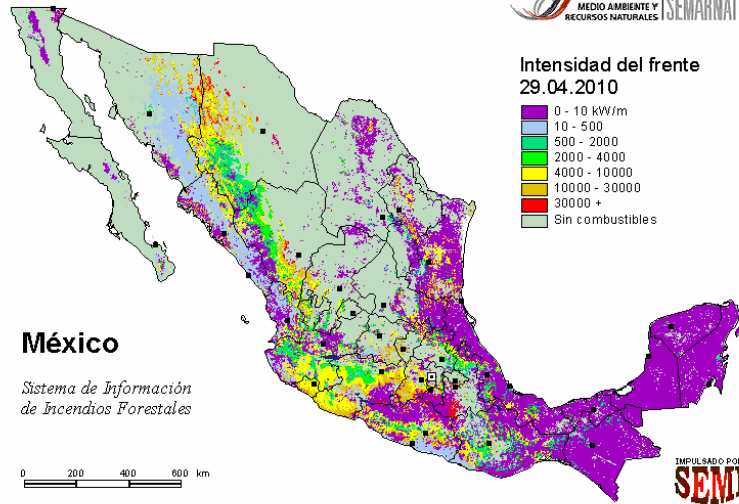 MEDIO AMBIENTE Y
RECURSOS NATURALES
SEMARNAT
Intensidad del frente
29.04.2010
0 - 10 kW/m
10 - 500
500 - 2000
2000 - 4000
4000 - 10000
10000 - 30000
30000 +
Sin combustibles
México
Sistema de Información
de Incendios Forestales
0 200 400 600 km
IMPULSADO POR